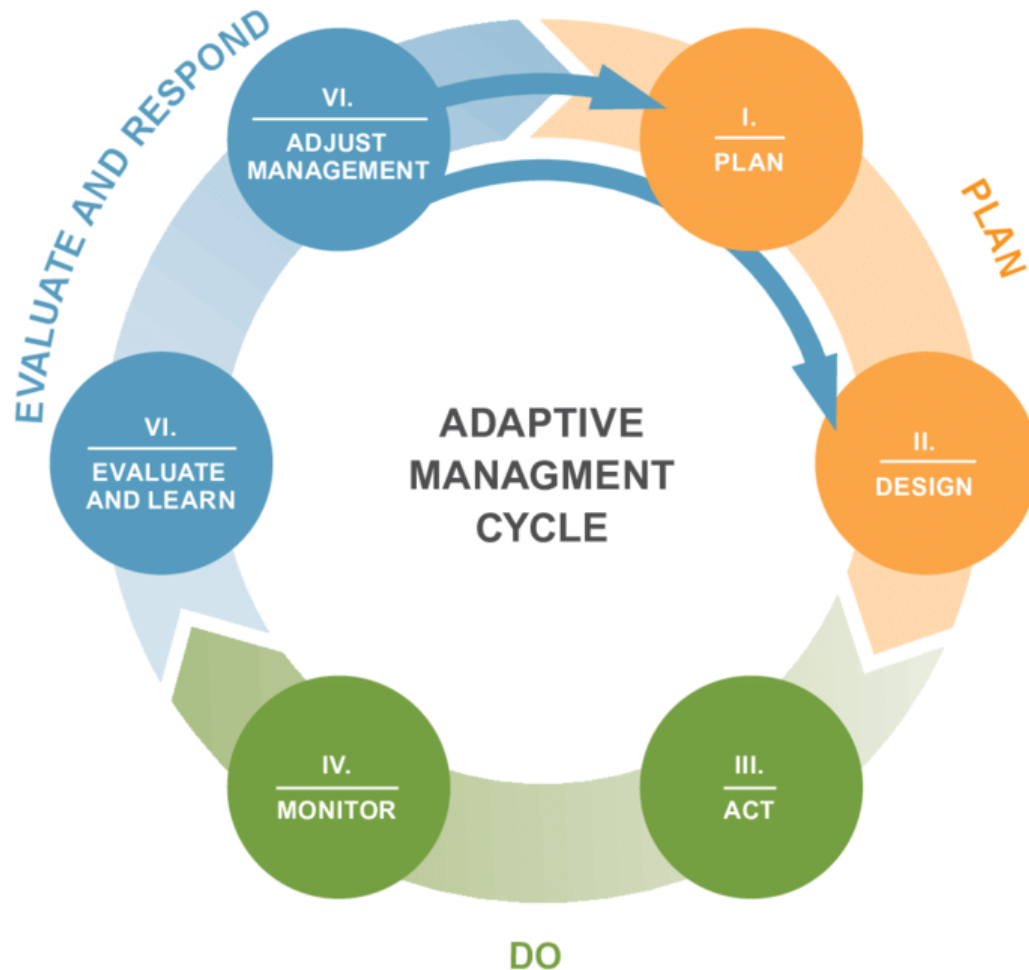 EVALUATE AND RESPOND
VI.
ADJUST
MANAGEMENT
I.
PLAN
PLAN
VI.
EVALUATE
AND LEARN
ADAPTIVE
MANAGMENT
CYCLE
II.
DESIGN
IV.
MONITOR
III.
ACT
DO